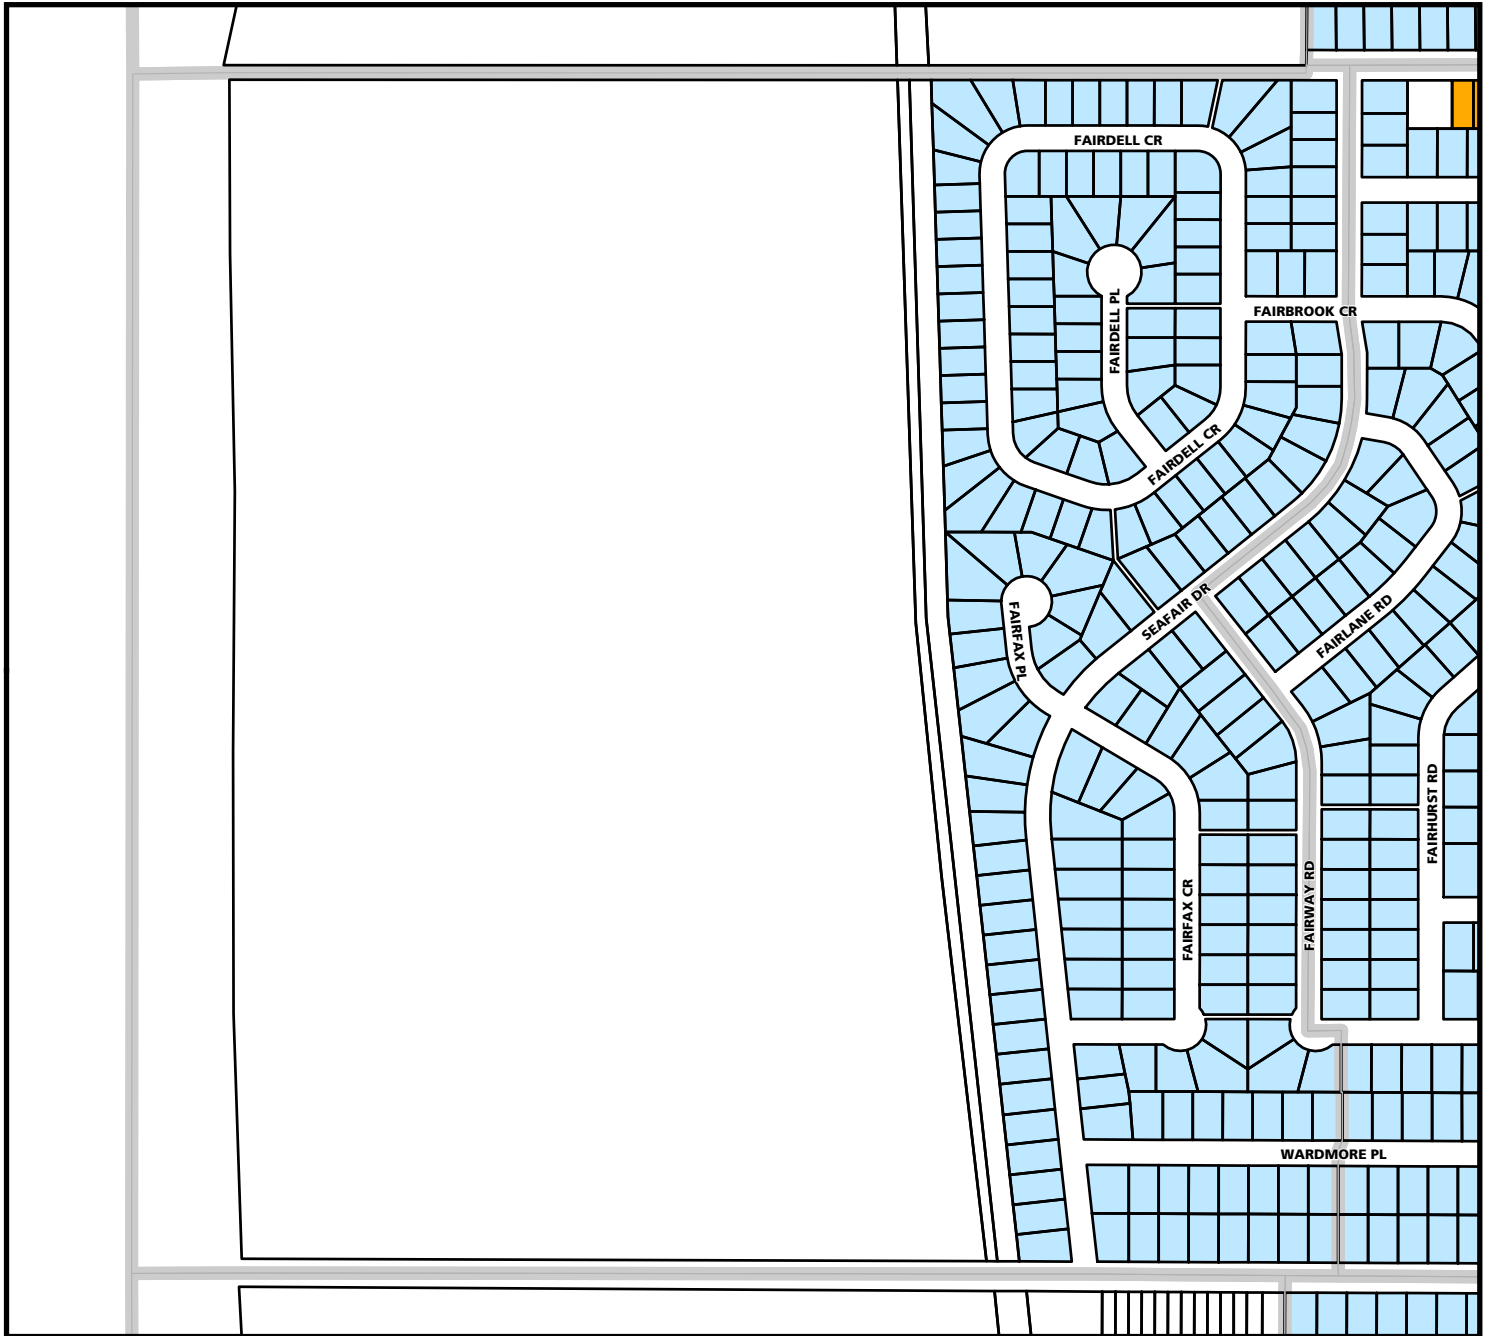 FAIRDELL CR
FAIRBROOK CR
FAIRDELL PL
FAIRDELL CR
SEAFAIR DR
FAIRLANE RD
FAIRFAX PL
FAIRHURST RD
FAIRWAY RD
FAIRFAX CR
WARDMORE PL